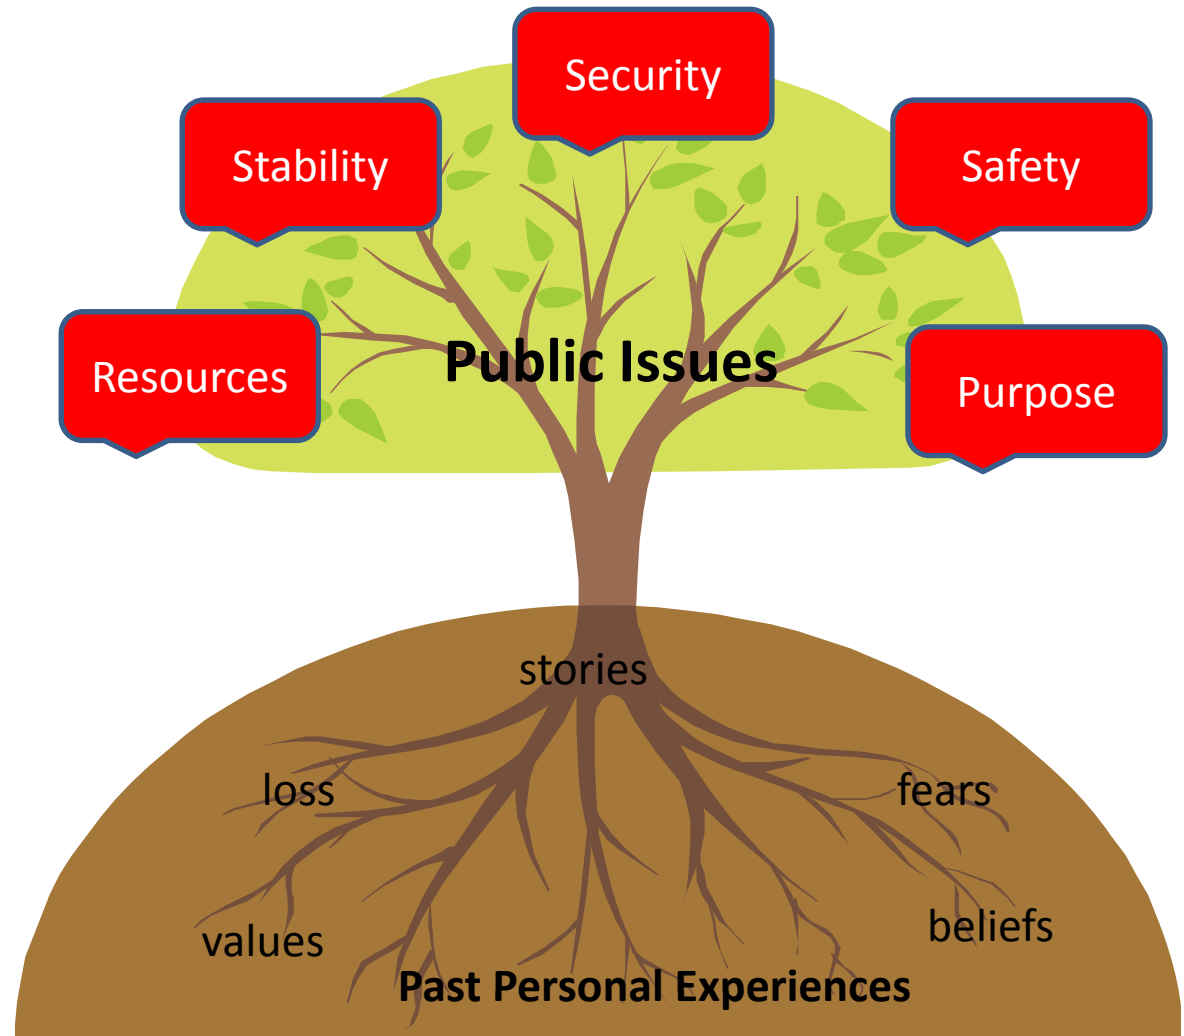 Security
Stability
Safety
Public Issues
Resources
Purpose
stories
loss
fears
values
beliefs
Past Personal Experiences